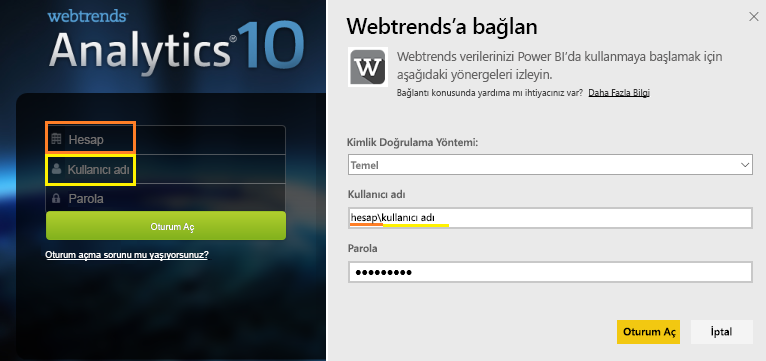 webtrends
Analytics® 10
Hesap
Kullanıcı adı
Parola
Oturum Aç
Oturum açma sorunu mu yaşıyorsunuz?
Webtrends'a bağlan
W
Webtrends verilerinizi Power BI'da kullanmaya başlamak için
aşağıdaki yönergeleri izleyin.
Bağlantı konusunda yardıma mı ihtiyacınız var? Daha Fazla Bilgi
Kimlik Doğrulama Yöntemi:
Temel
Kullanıcı adı
hesap\kullanıcı adı
Parola
Oturum Aç
İptal